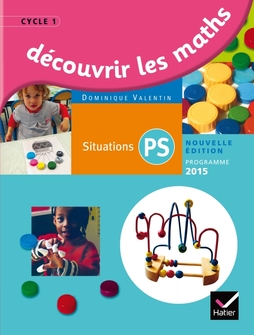 CYCLE 1
découvrir les maths
DOMINIQUE VALENTIN
Situations PS
NOUVELLE
ÉDITION
PROGRAMME
2015
Hatier